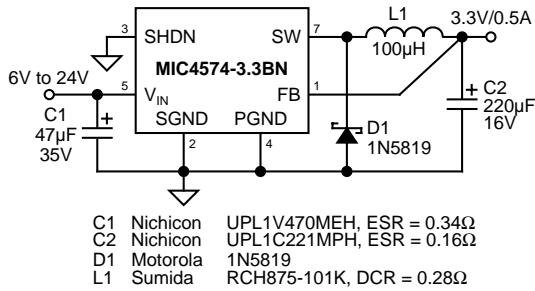 L1
3.3V/0.5A
3
SHDN
SW
7
100µH
MIC4574-3.3BN
6V to 24V
5
VIN
FB
1
C1
47µF
35V
SGND
PGND
2
4
D1
1N5819
C2
220µF
16V
C1 Nichicon UPL1V470MEH, ESR = 0.34Ω
C2 Nichicon UPL1C221MPH, ESR = 0.16Ω
D1 Motorola 1N5819
L1 Sumida RCH875-101K, DCR = 0.28Ω